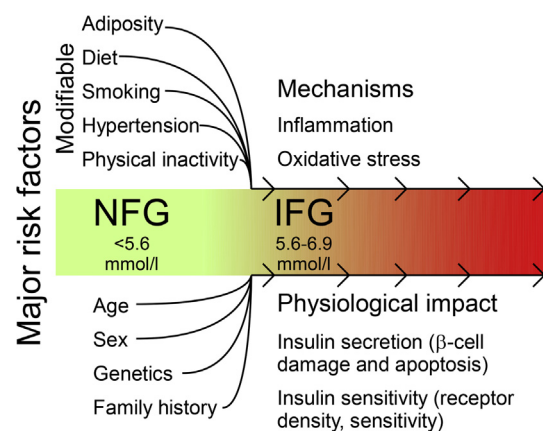 Major risk factors
Modifiable
Adiposity
Diet
Smoking
Hypertension
Physical inactivity
Mechanisms
Inflammation
Oxidative stress
NFG
<5.6
mmol/l
IFG
5.6-6.9
mmol/l
Age
Sex
Genetics
Family history
Physiological impact
Insulin secretion (β-cell
damage and apoptosis)
Insulin sensitivity (receptor
density, sensitivity)